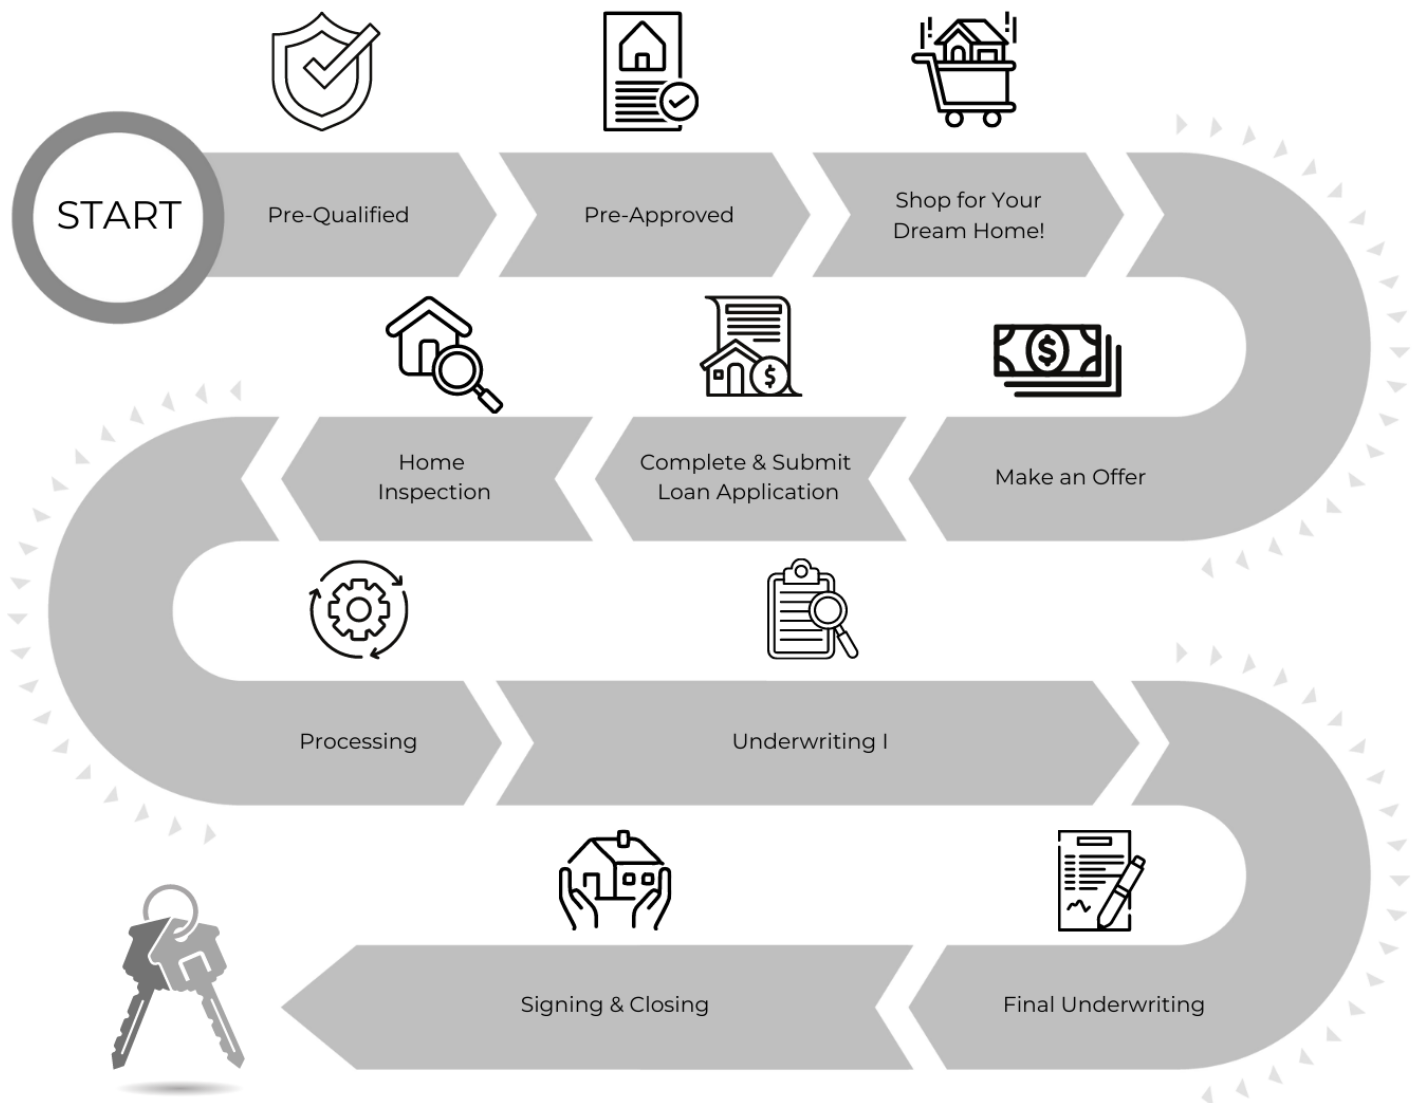 START
Pre-Qualified
Pre-Approved
Shop for Your
Dream Home!
Make an Offer
Complete & Submit
Loan Application
Home
Inspection
Processing
Underwriting I
Final Underwriting
Signing & Closing